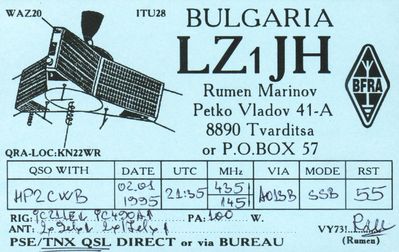 WAZ20 ITU28 BULGARIA
LZ1JH
Rumen Marinov
Petko Vladov 41-A
8890 Tvarditsa
or P.O.BOX 57
BFRA
QRA-LOC:KN22WR
QSO WITH DATE UTC MHz VIA MODE RST
HP2CWB 02.01 1995 21:35 435/145 AO13B SSB 55
RIG: PA: 100 W
ANT: VY73!
PSE/TNX QSL DIRECT or via BUREAU (Rumen)